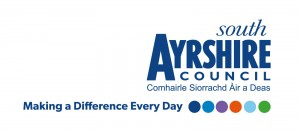 south
AYRSHIRE
COUNCIL
Comhairle Siorrachd Àir a Deas
Making a Difference Every Day